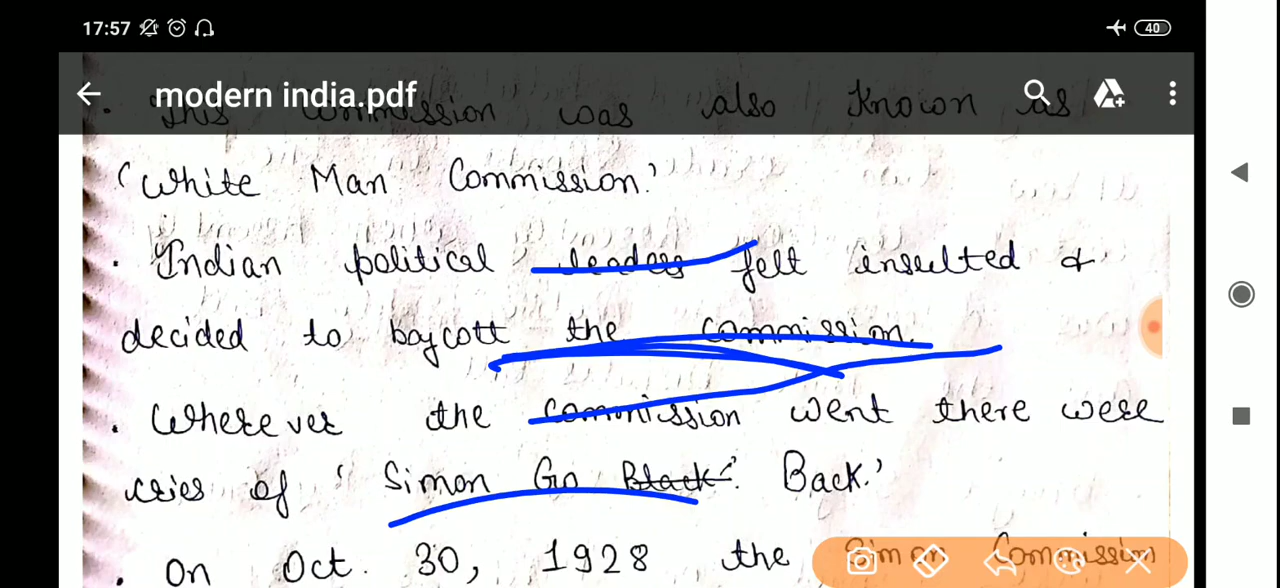 17:57 40
modern india.pdf
. This Commission was also known as
'White Man Commission.'
. Indian political leaders felt insulted &
decided to boycott the commission.
. Wherever the commission went there were
cries of 'Simon Go Black'. Back.'
. On Oct. 30, 1928 the Simon Commission